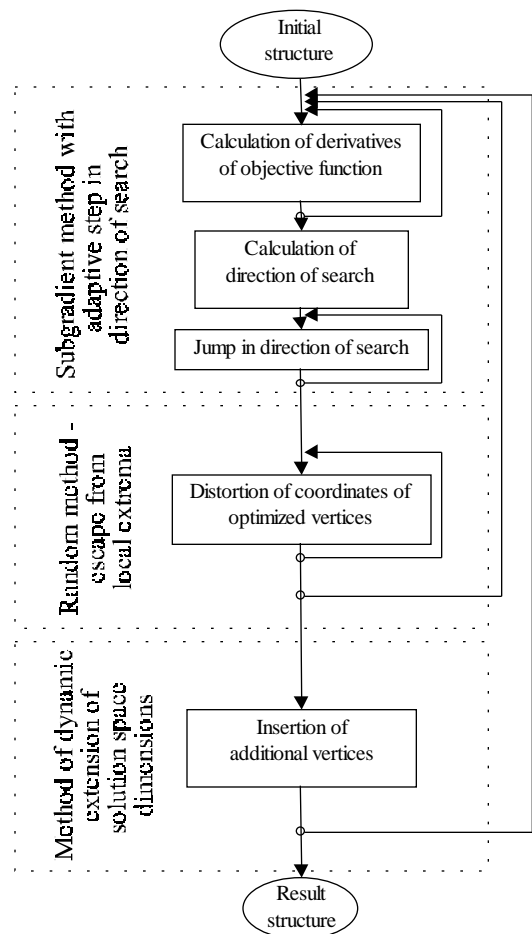 Initial
structure
Subgradient method with
adaptive step in
direction of search
Calculation of derivatives
of objective function
Calculation of
direction of search
Jump in direction of search
Random method -
escape from
local extrema
Distortion of coordinates of
optimized vertices
Method of dynamic
extension of
solution space
dimensions
Insertion of
additional vertices
Result
structure